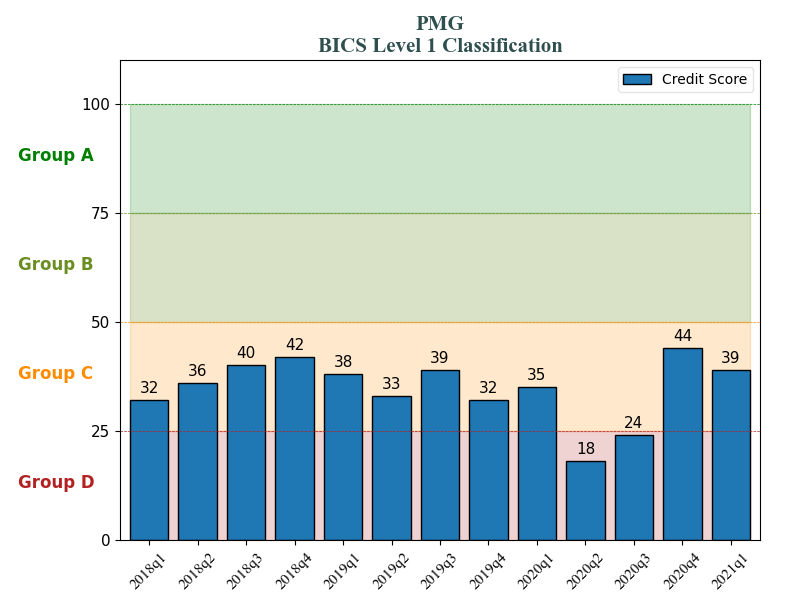 PMG
BICS Level 1 Classification
Credit Score
100
Group A
75
Group B
50
Group C
25
Group D
0
32
36
40
42
38
33
39
32
35
18
24
44
39
2018q1
2018q2
2018q3
2018q4
2019q1
2019q2
2019q3
2019q4
2020q1
2020q2
2020q3
2020q4
2021q1